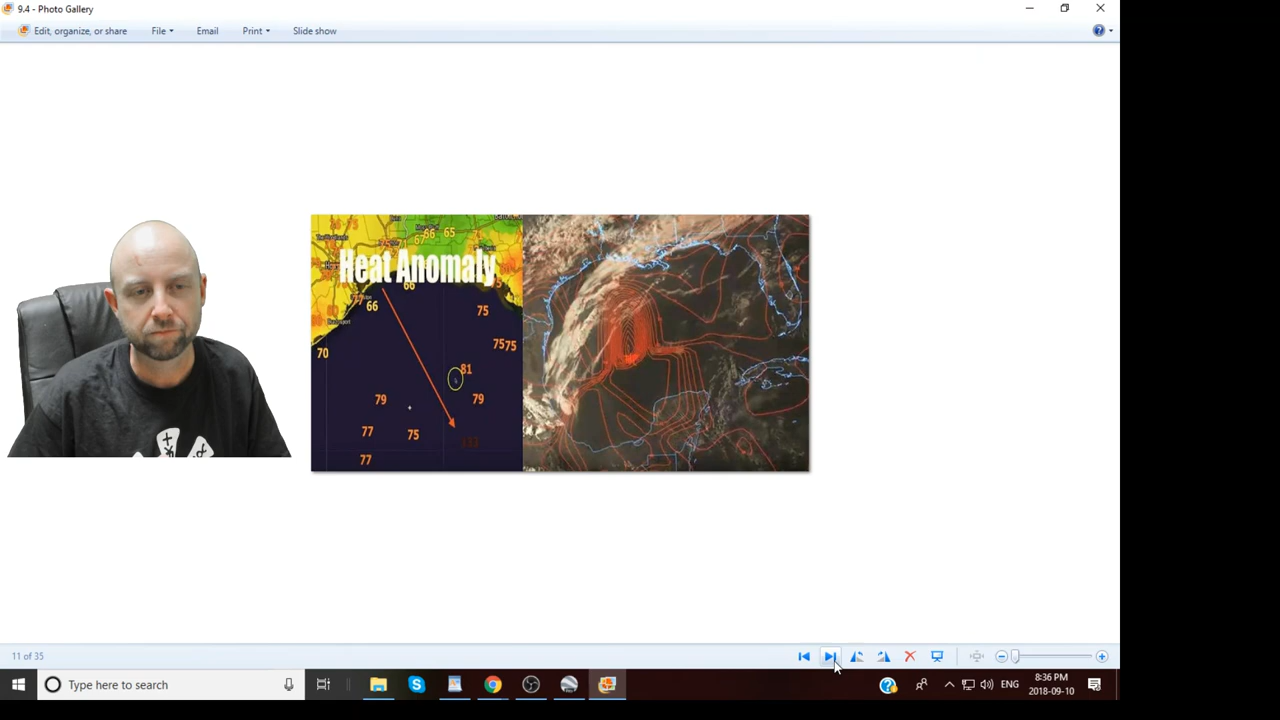 9.4 - Photo Gallery
Edit, organize, or share File Email Print Slide show
Heat Anomaly
66 65
67
66
77
66
75
70
75 75
81
79
79
77
75
77
11 of 35
Type here to search
ENG
8:36 PM
2018-09-10